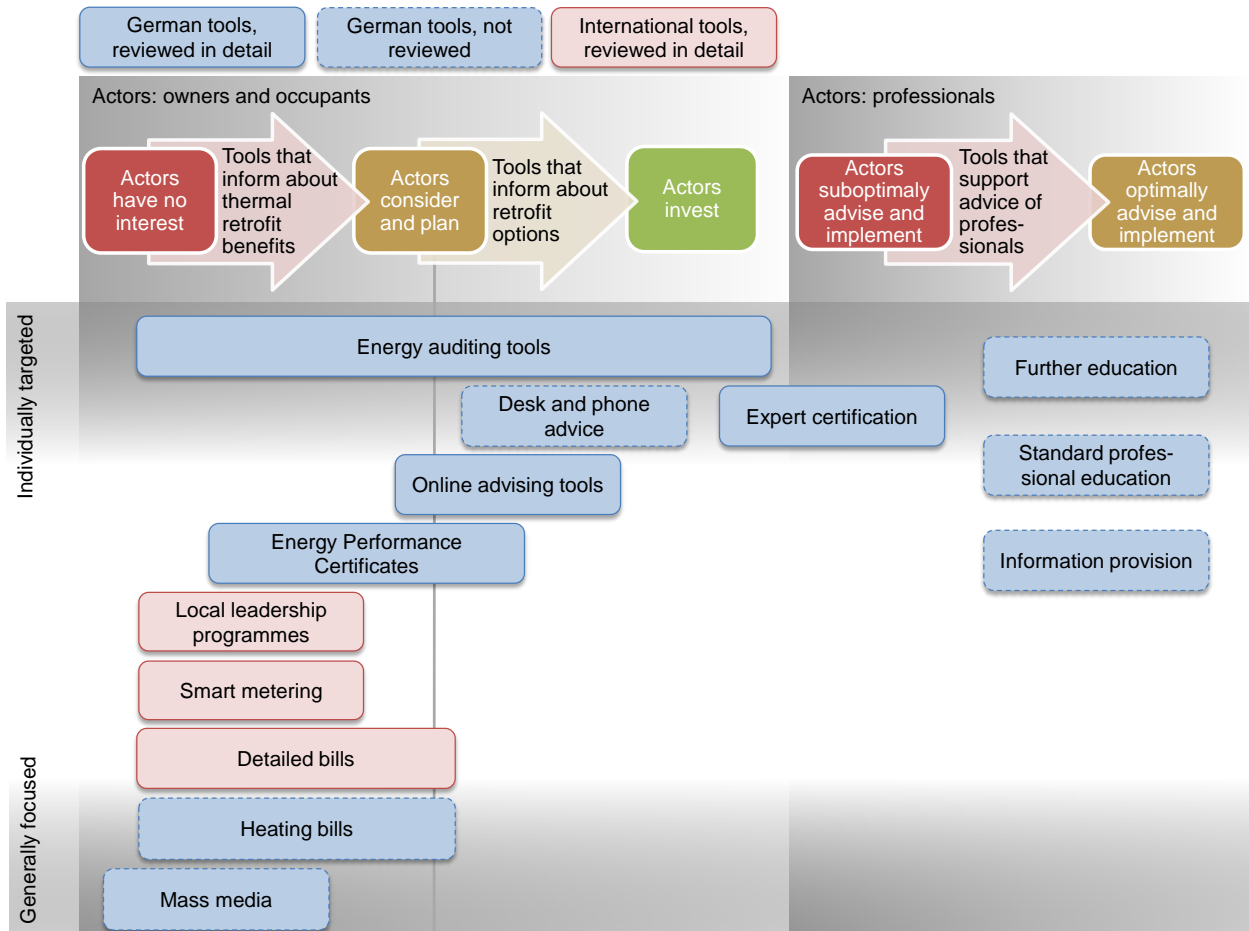 German tools,
reviewed in detail
German tools, not
reviewed
International tools,
reviewed in detail
Actors: owners and occupants
Actors: professionals
Actors
have no
interest
Tools that
inform about
thermal
retrofit
benefits
Actors
consider
and plan
Tools that
inform about
retrofit
options
Actors
invest
Actors
suboptimaly
advise and
implement
Tools that
support
advice of
profes-
sionals
Actors
optimally
advise and
implement
Individually targeted
Energy auditing tools
Further education
Desk and phone
advice
Expert certification
Standard profes-
sional education
Online advising tools
Energy Performance
Certificates
Information provision
Local leadership
programmes
Smart metering
Detailed bills
Generally focused
Heating bills
Mass media